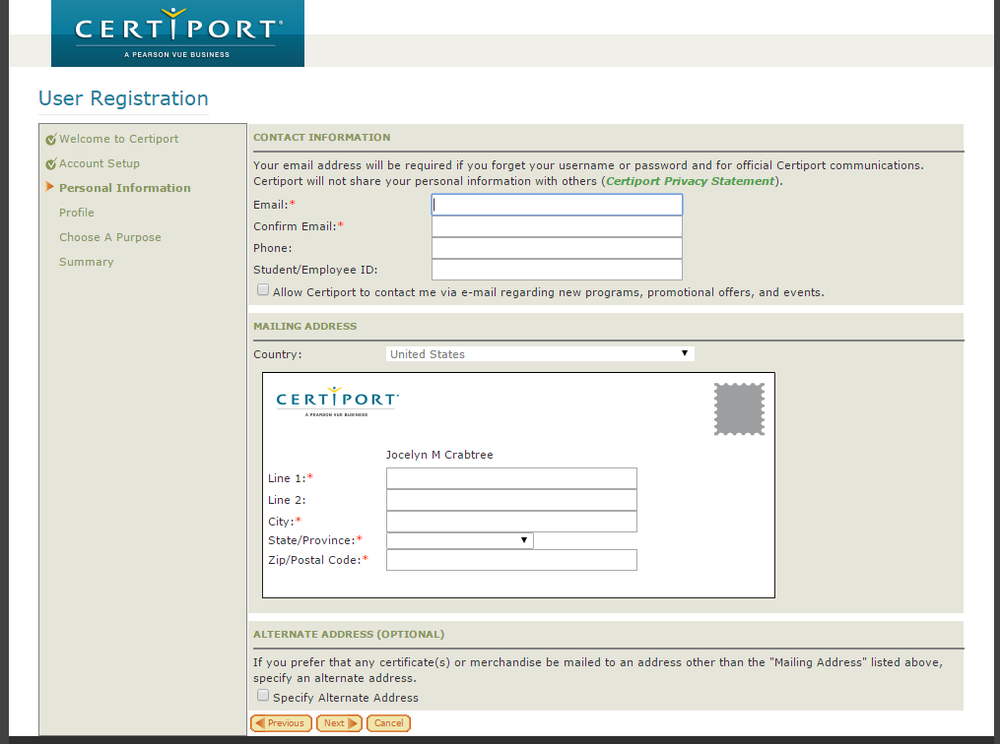 CERTIPORT®
A PEARSON VUE BUSINESS
User Registration
Welcome to Certiport
Account Setup
Personal Information
Profile
Choose A Purpose
Summary
CONTACT INFORMATION
Your email address will be required if you forget your username or password and for official Certiport communications.
Certiport will not share your personal information with others (Certiport Privacy Statement).
Email:*
Confirm Email:*
Phone:
Student/Employee ID:
Allow Certiport to contact me via e-mail regarding new programs, promotional offers, and events.
MAILING ADDRESS
Country: United States
CERTIPORT
A PEARSON VUE BUSINESS
Jocelyn M Crabtree
Line 1:*
Line 2:
City:*
State/Province:*
Zip/Postal Code:*
ALTERNATE ADDRESS (OPTIONAL)
If you prefer that any certificate(s) or merchandise be mailed to an address other than the "Mailing Address" listed above,
specify an alternate address.
Specify Alternate Address
Previous Next Cancel